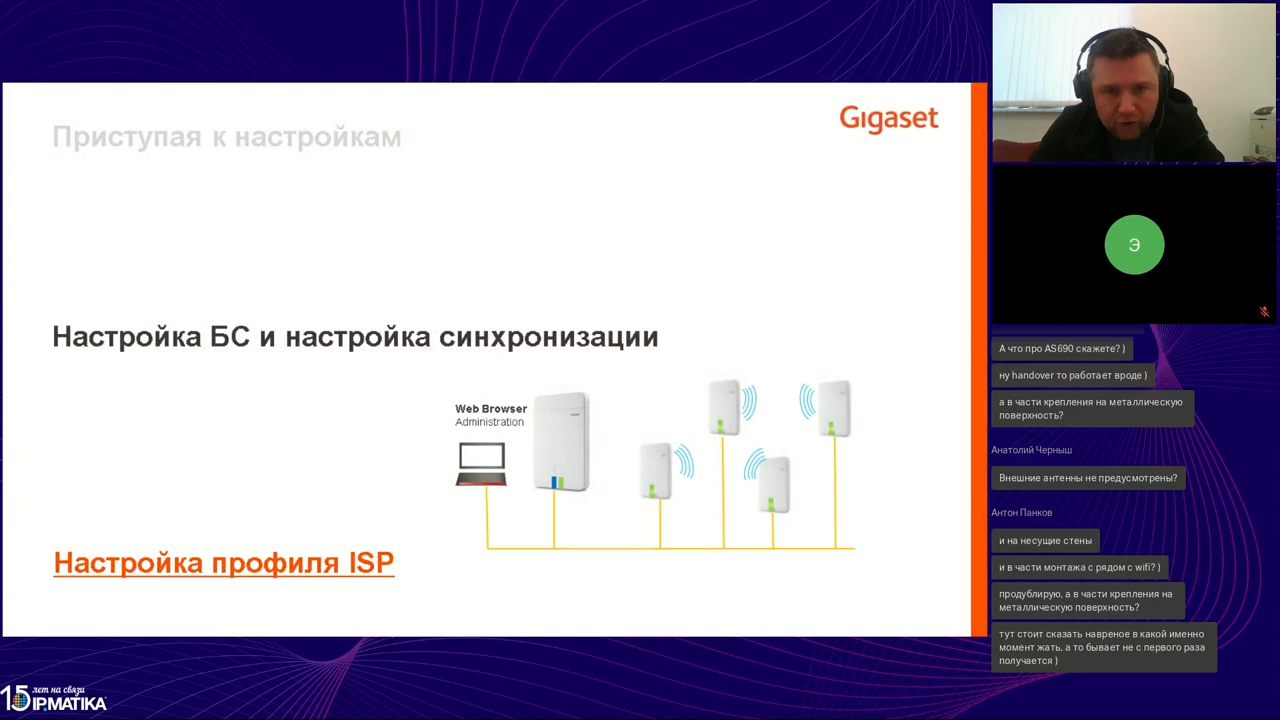 Приступая к настройкам
Gigaset
Настройка БС и настройка синхронизации
Web Browser
Administration
Настройка профиля ISP
15 лет на связи
IPMATIKA
Э
А что про AS690 скажете? )
ну handover то работает вроде )
а в части крепления на металлическую
поверхность?
Анатолий Черныш
Внешние антенны не предусмотрены?
Антон Панков
и на несущие стены
и в части монтажа с рядом с wifi? )
продублирую, а в части крепления на
металлическую поверхность?
тут стоит сказать навреное в какой именно
момент жать, а то бывает не с первого раза
получается )